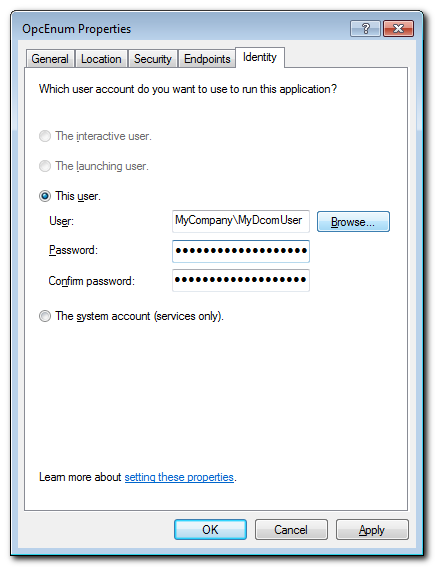 OpcEnum Properties
General Location Security Endpoints Identity
Which user account do you want to use to run this application?
The interactive user.
The launching user.
This user.
User: MyCompany\MyDcomUser Browse...
Password: ●●●●●●●●●●●●●●●●●●●
Confirm password: ●●●●●●●●●●●●●●●●●●●
The system account (services only).
Learn more about setting these properties.
OK Cancel Apply